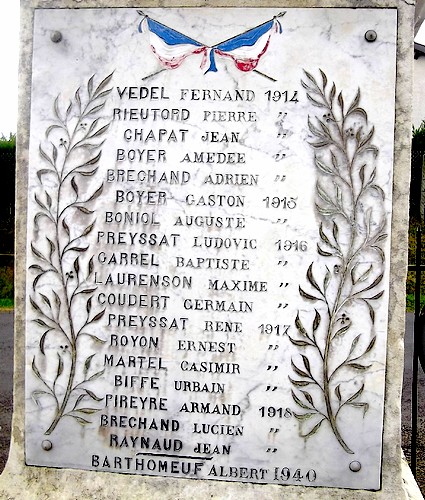 VEDEL FERNAND 1914
RIEUTORD PIERRE "
CHAPAT JEAN "
BOYER AMEDEE "
BRECHAND ADRIEN "
BOYER GASTON 1915
BONIOL AUGUSTE "
PREYSSAT LUDOVIC 1916
GARREL BAPTISTE "
LAURENSON MAXIME "
COUDERT GERMAIN "
PREYSSAT RENE 1917
ROYON ERNEST "
MARTEL CASIMIR "
BIFFE URBAIN "
PIREYRE ARMAND 1918
BRECHAND LUCIEN "
RAYNAUD JEAN "
BARTHOMEUF ALBERT 1940